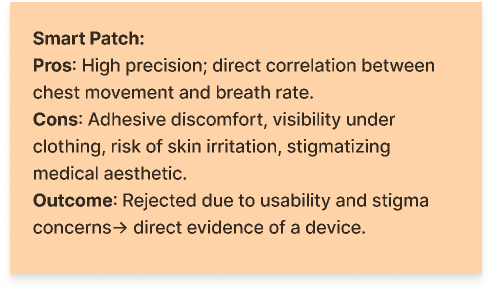 Smart Patch:
Pros: High precision; direct correlation between
chest movement and breath rate.
Cons: Adhesive discomfort, visibility under
clothing, risk of skin irritation, stigmatizing
medical aesthetic.
Outcome: Rejected due to usability and stigma
concerns→ direct evidence of a device.